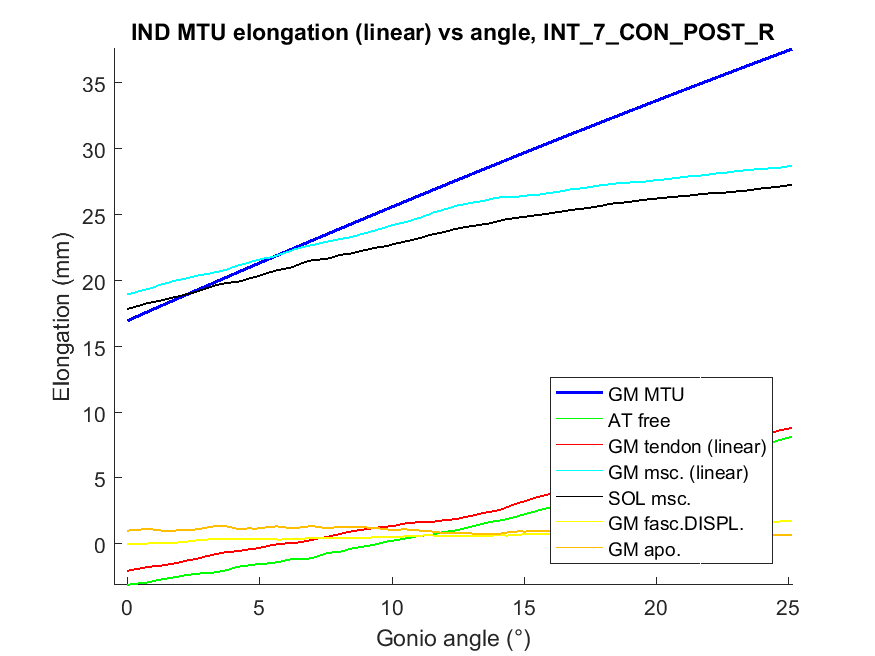 IND MTU elongation (linear) vs angle, INT_7_CON_POST_R
Elongation (mm)
35
30
25
20
15
10
5
0
GM MTU
AT free
GM tendon (linear)
GM msc. (linear)
SOL msc.
GM fasc.DISPL.
GM apo.
0 5 10 15 20 25
Gonio angle (°)